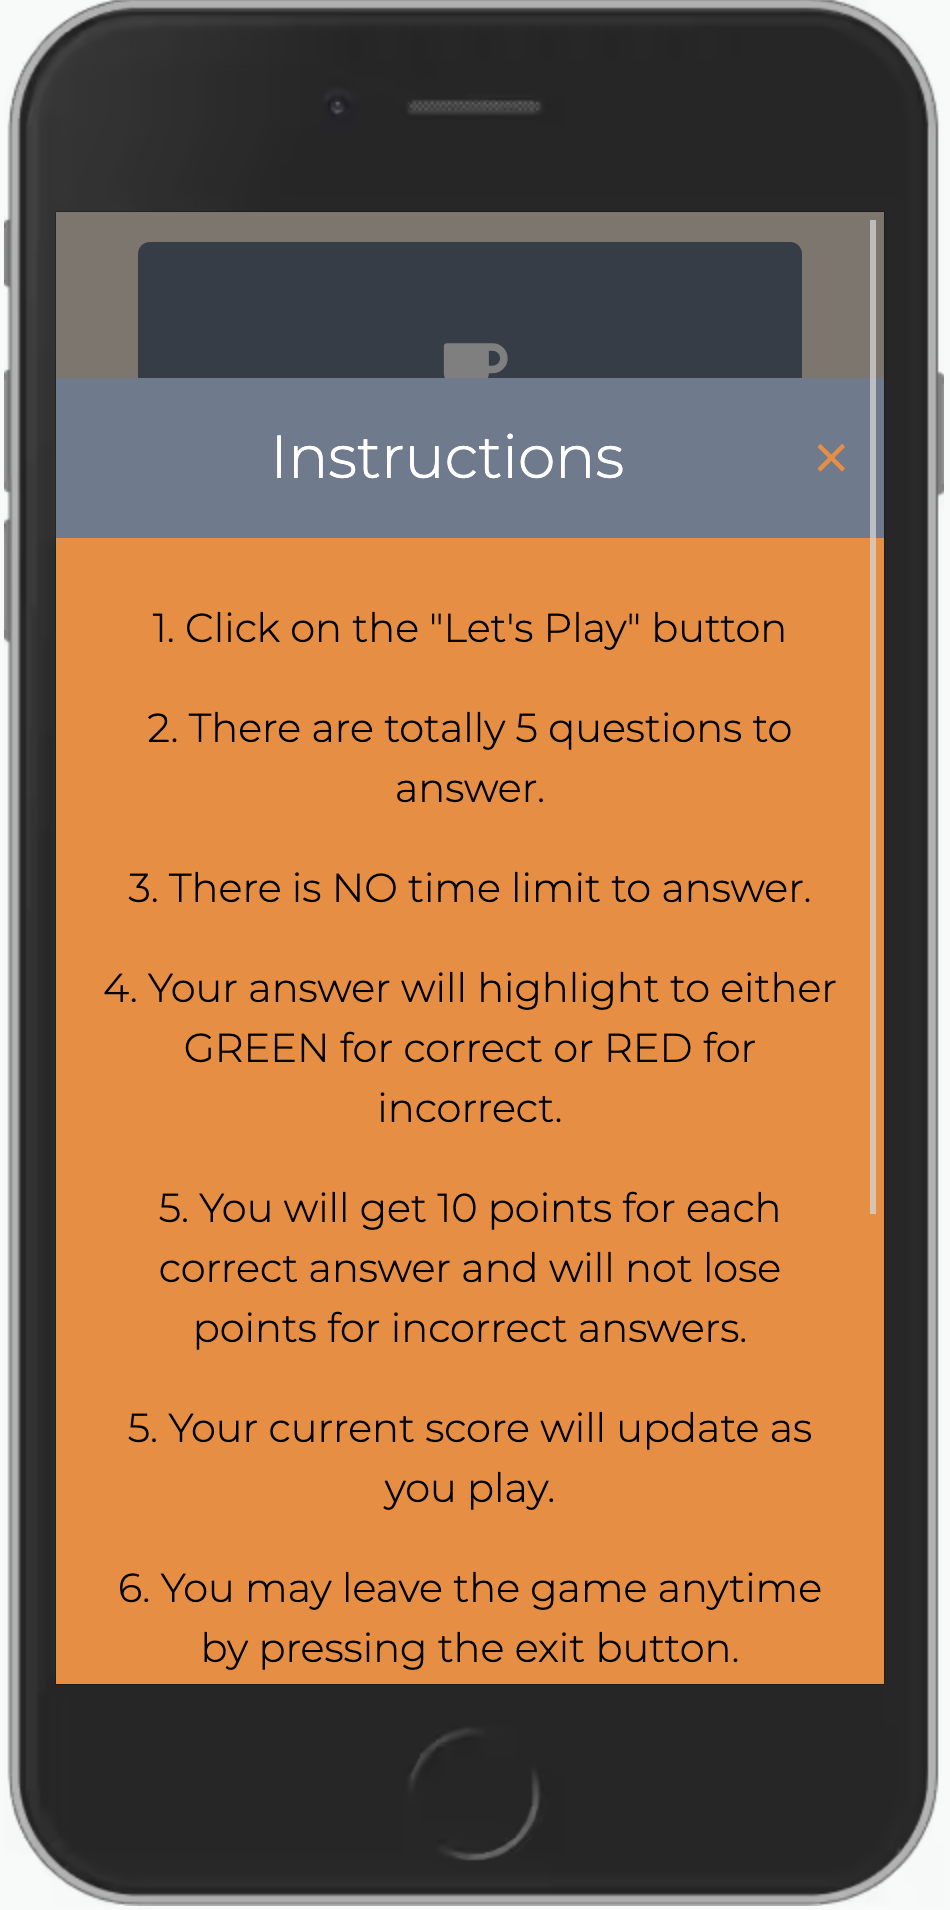 Instructions
×
1. Click on the "Let's Play" button
2. There are totally 5 questions to
answer.
3. There is NO time limit to answer.
4. Your answer will highlight to either
GREEN for correct or RED for
incorrect.
5. You will get 10 points for each
correct answer and will not lose
points for incorrect answers.
5. Your current score will update as
you play.
6. You may leave the game anytime
by pressing the exit button.